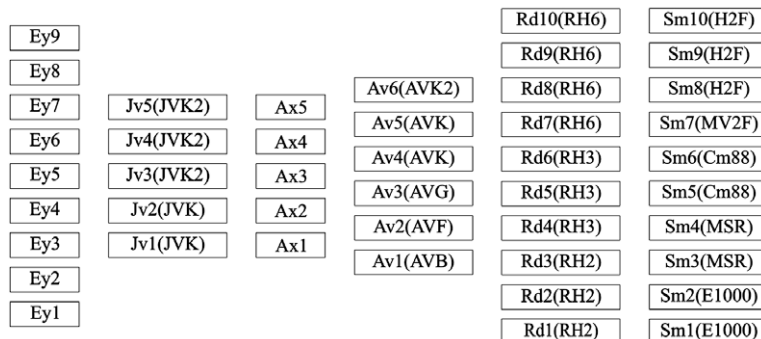 Ey9
Ey8
Ey7
Ey6
Ey5
Ey4
Ey3
Ey2
Ey1
Jv5(JVK2)
Jv4(JVK2)
Jv3(JVK2)
Jv2(JVK)
Jv1(JVK)
Ax5
Ax4
Ax3
Ax2
Ax1
Av6(AVK2)
Av5(AVK)
Av4(AVK)
Av3(AVG)
Av2(AVF)
Av1(AVB)
Rd10(RH6)
Rd9(RH6)
Rd8(RH6)
Rd7(RH6)
Rd6(RH3)
Rd5(RH3)
Rd4(RH3)
Rd3(RH2)
Rd2(RH2)
Rd1(RH2)
Sm10(H2F)
Sm9(H2F)
Sm8(H2F)
Sm7(MV2F)
Sm6(Cm88)
Sm5(Cm88)
Sm4(MSR)
Sm3(MSR)
Sm2(E1000)
Sm1(E1000)